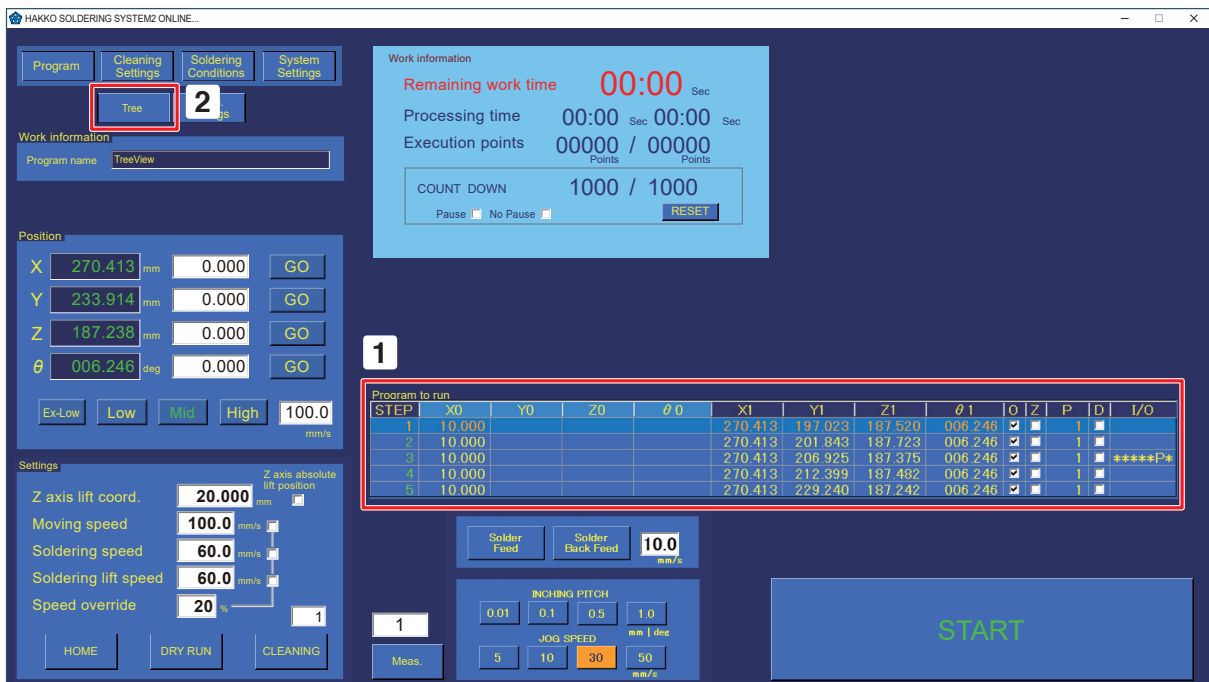 HAKKO SOLDERING SYSTEM2 ONLINE...
Program Cleaning Settings Soldering Conditions System Settings
Tree 2 gs
Work information
Program name TreeView
Work information
Remaining work time 00:00 Sec
Processing time 00:00 Sec 00:00 Sec
Execution points 00000 / 00000
Points Points
COUNT DOWN 1000 / 1000
Pause No Pause RESET
Position
X 270.413 mm 0.000 GO
Y 233.914 mm 0.000 GO
Z 187.238 mm 0.000 GO
θ 006.246 deg 0.000 GO
Ex-Low Low Mid High 100.0
mm/s
1
Program to run
STEP X0 Y0 Z0 θ0 X1 Y1 Z1 θ1 O Z P D I/O
1 10.000 270.413 197.023 187.520 006.246 1
2 10.000 270.413 201.843 187.723 006.246 1
3 10.000 270.413 206.925 187.375 006.246 1 *****P*
4 10.000 270.413 212.399 187.482 006.246 1
5 10.000 270.413 229.240 187.242 006.246 1
Settings
Z axis absolute
lift position
Z axis lift coord. 20.000 mm
Moving speed 100.0 mm/s
Soldering speed 60.0 mm/s
Soldering lift speed 60.0 mm/s
Speed override 20 %
1
HOME DRY RUN CLEANING
1
Meas.
Solder Feed Solder Back Feed 10.0
mm/s
INCHING PITCH
0.01 0.1 0.5 1.0
mm | deg
JOG SPEED
5 10 30 50
mm/s
START